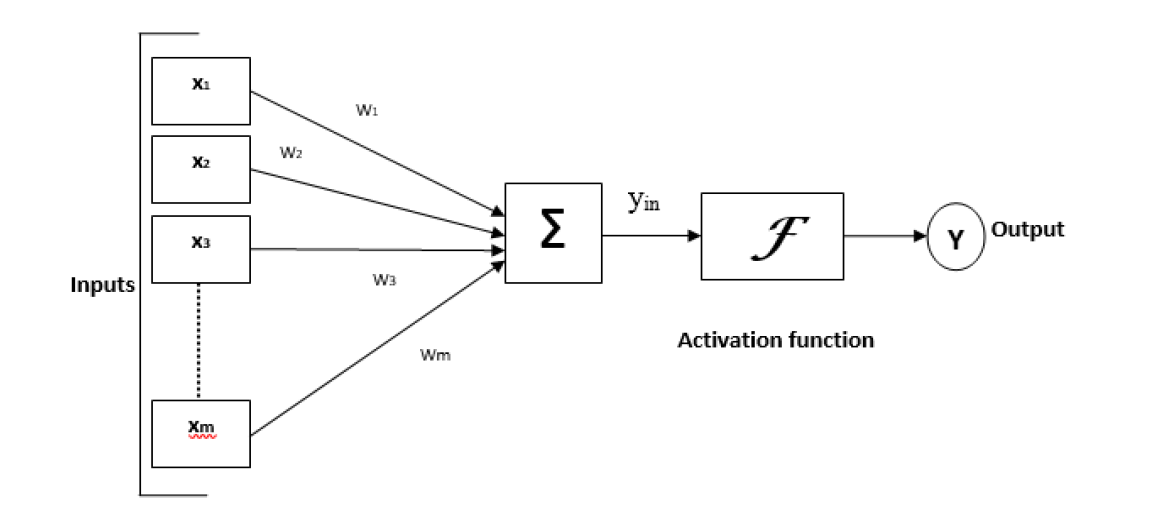 x1
W1
W2
x2
yin
Σ
ℱ
Y
Output
x3
W3
Inputs
Activation function
Wm
xm